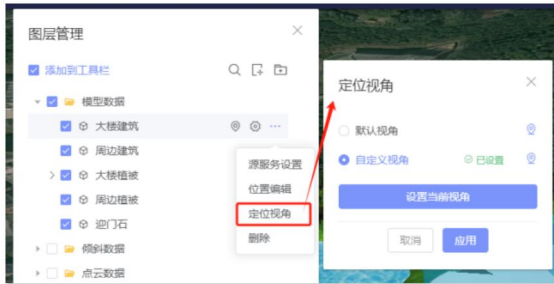 图层管理
添加到工具栏
模型数据
大楼建筑
周边建筑
大楼植被
周边植被
迎门石
倾斜数据
点云数据
源服务设置
位置编辑
定位视角
删除
定位视角
默认视角
自定义视角 已设置
设置当前视角
取消 应用